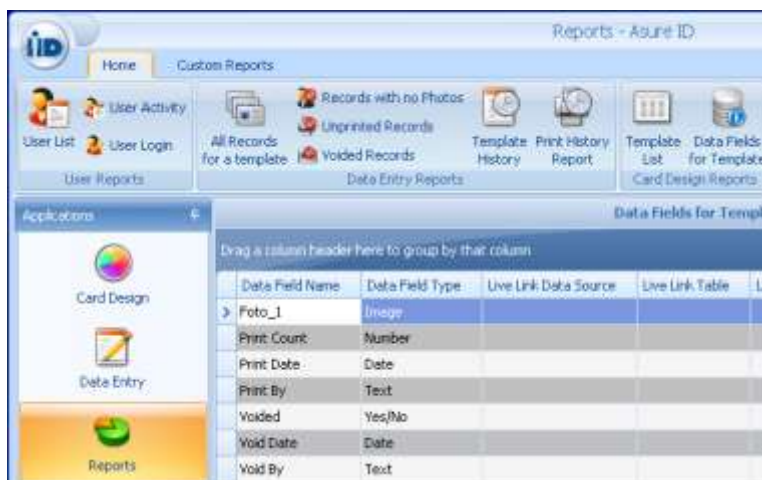 Reports - Asure ID
iID
Home Custom Reports
User List
User Activity
User Login
User Reports
All Records for a template
Records with no Photos
Unprinted Records
Voided Records
Template History
Print History Report
Data Entry Reports
Template List
Data Fields for Template
Card Design Reports
Applications
Card Design
Data Entry
Reports
Data Fields for Templ
Drag a column header here to group by that column
Data Field Name Data Field Type Live Link Data Source Live Link Table L
Foto_1 Image
Print Count Number
Print Date Date
Print By Text
Voided Yes/No
Void Date Date
Void By Text